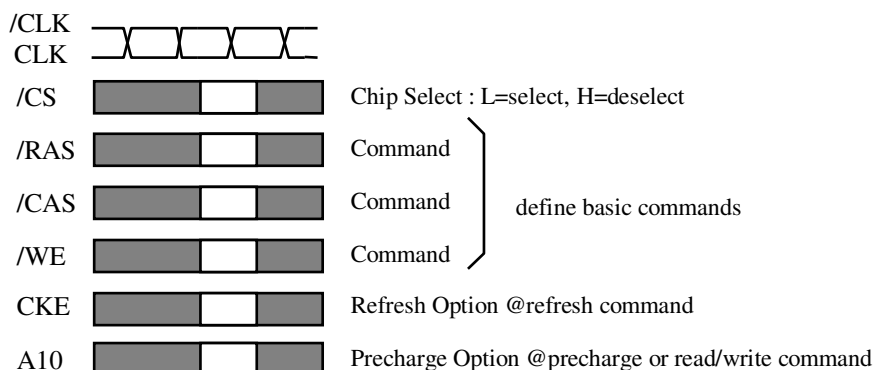 /CLK
CLK
/CS Chip Select : L=select, H=deselect
/RAS Command
/CAS Command define basic commands
/WE Command
CKE Refresh Option @refresh command
A10 Precharge Option @precharge or read/write command